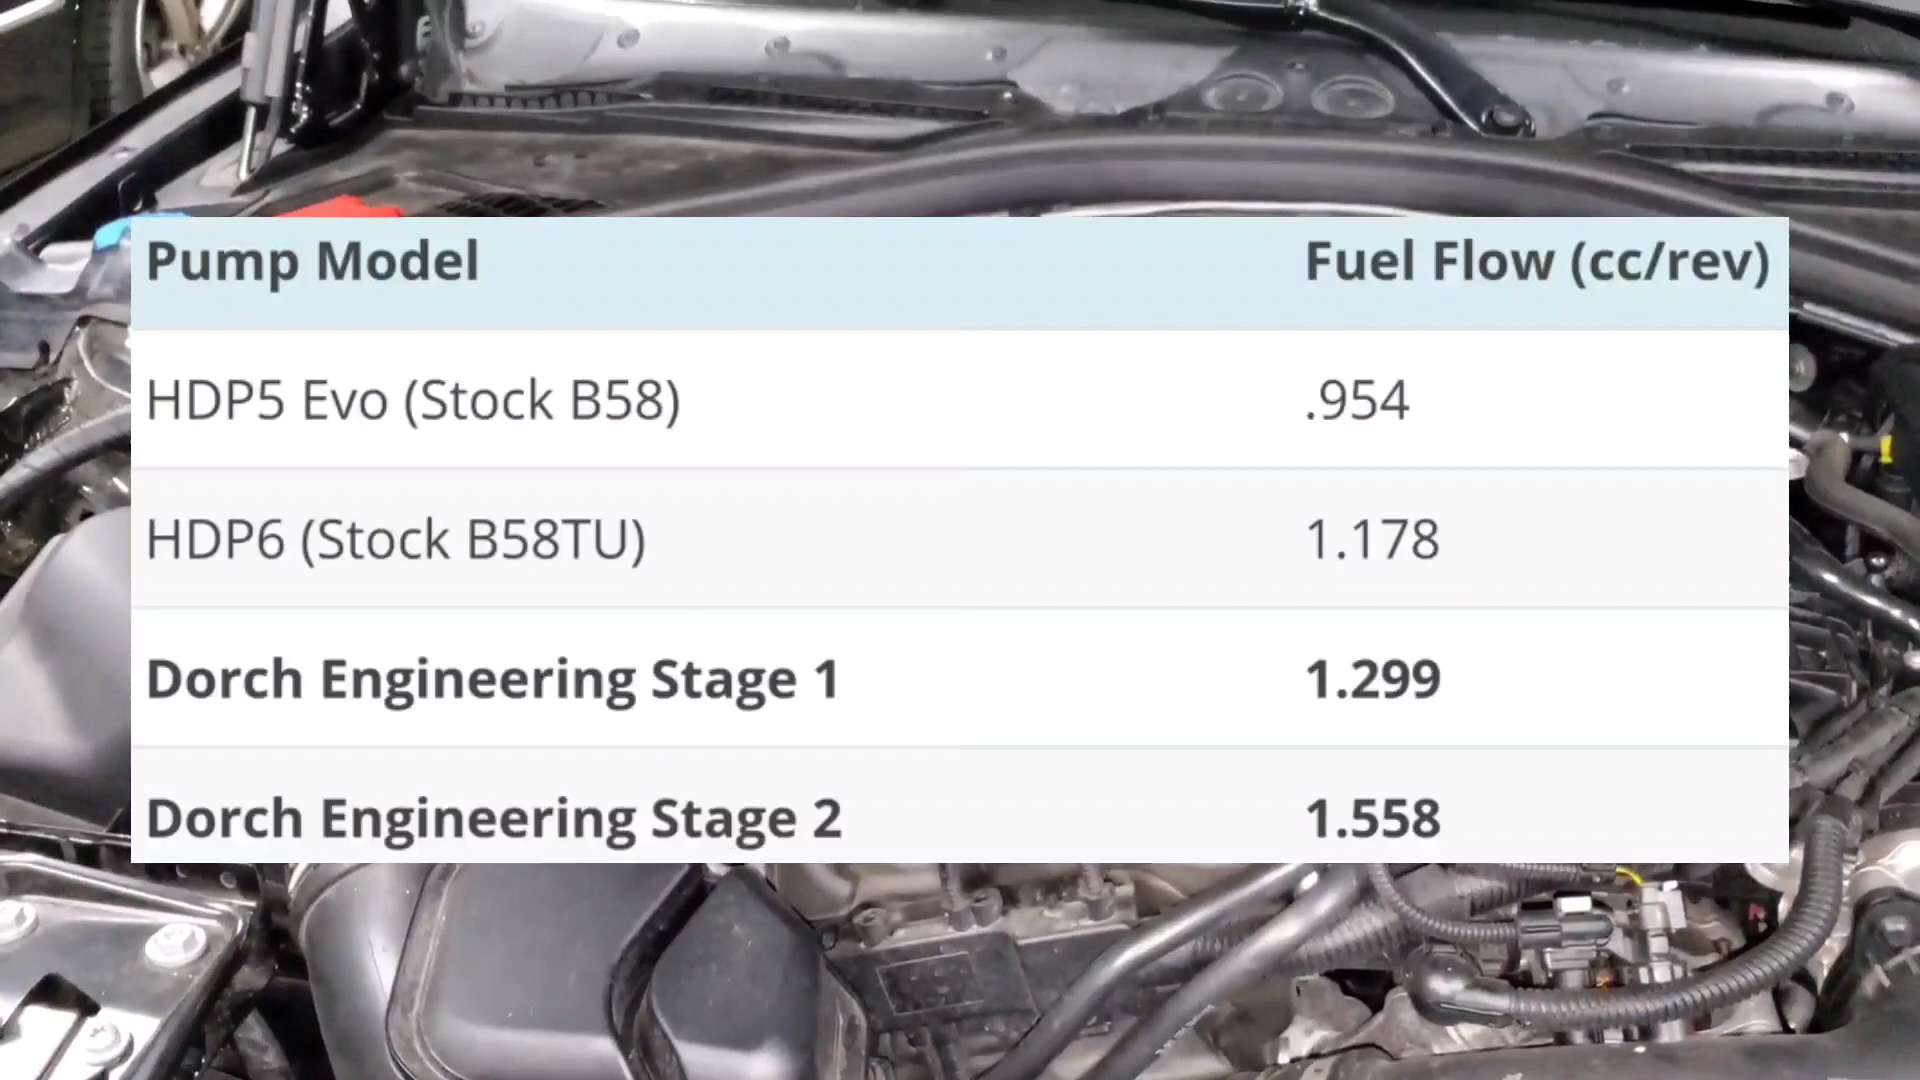 Pump Model Fuel Flow (cc/rev)
HDP5 Evo (Stock B58) .954
HDP6 (Stock B58TU) 1.178
Dorch Engineering Stage 1 1.299
Dorch Engineering Stage 2 1.558